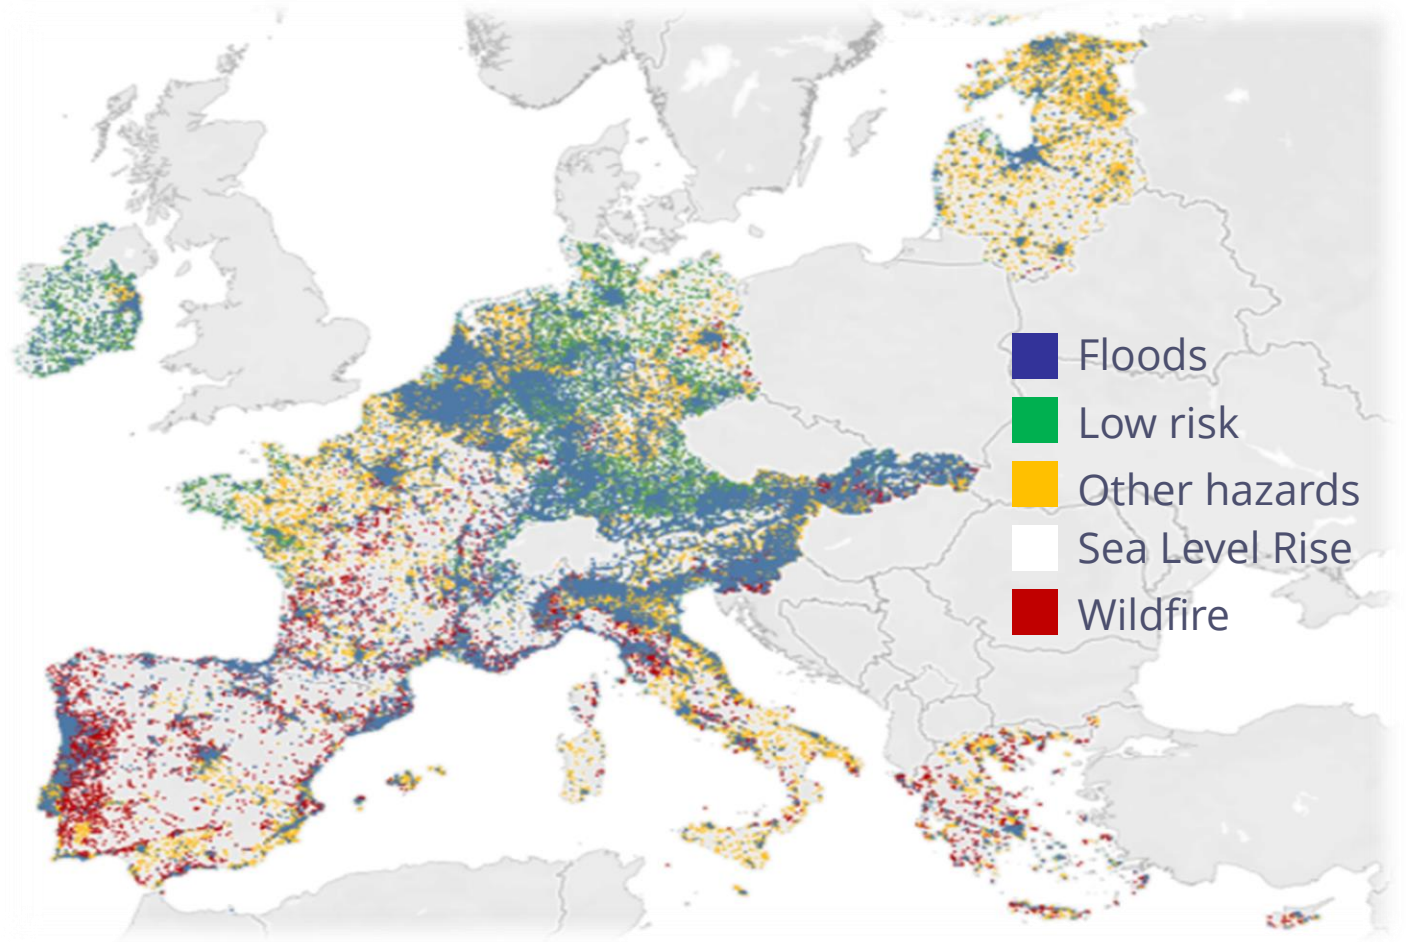 Floods
Low risk
Other hazards
Sea Level Rise
Wildfire